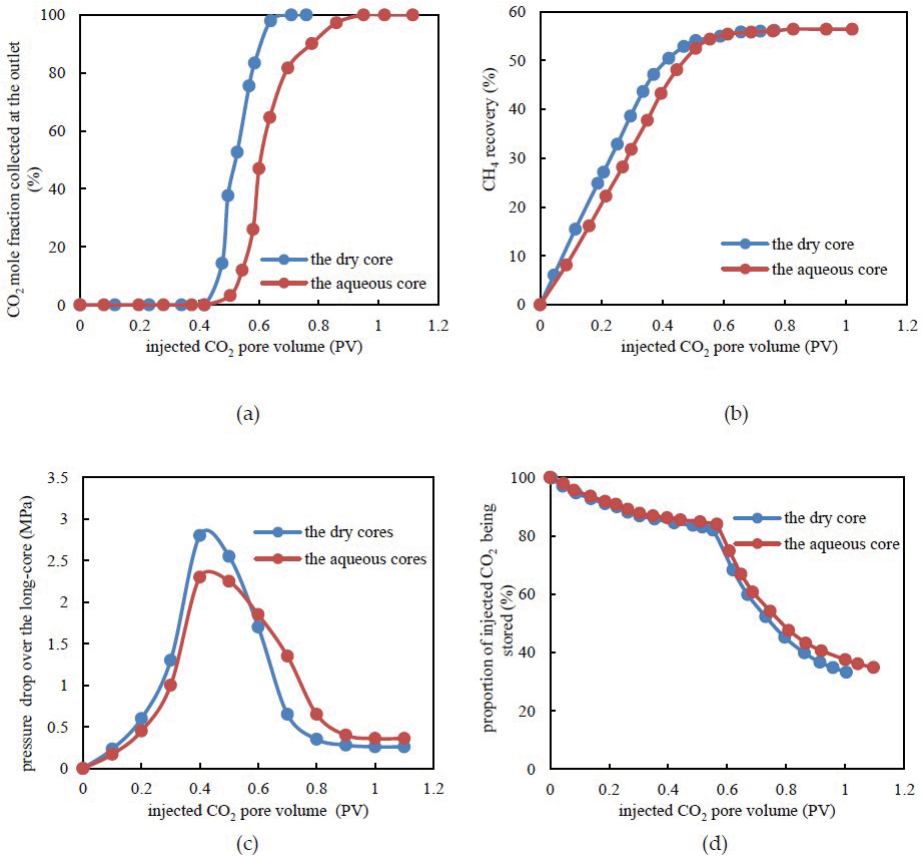 CO2 mole fraction collected at the outlet
(%)
100
80
60
40
20
0
the dry core
the aqueous core
0 0.2 0.4 0.6 0.8 1 1.2
injected CO2 pore volume (PV)
(a)
CH4 recovery (%)
60
50
40
30
20
10
0
the dry core
the aqueous core
0 0.2 0.4 0.6 0.8 1 1.2
injected CO2 pore volume (PV)
(b)
pressure drop over the long-core (MPa)
3.5
3
2.5
2
1.5
1
0.5
0
the dry cores
the aqueous cores
0 0.2 0.4 0.6 0.8 1 1.2
injected CO2 pore volume (PV)
(c)
proportion of injected CO2 being
stored (%)
100
80
60
40
20
0
the dry core
the aqueous core
0 0.2 0.4 0.6 0.8 1 1.2
injected CO2 pore volume (PV)
(d)